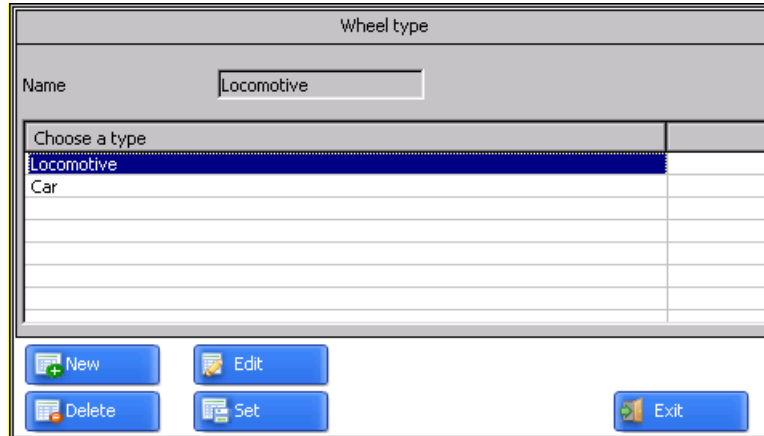 Wheel type
Name Locomotive
Choose a type
Locomotive
Car
New Edit
Delete Set Exit